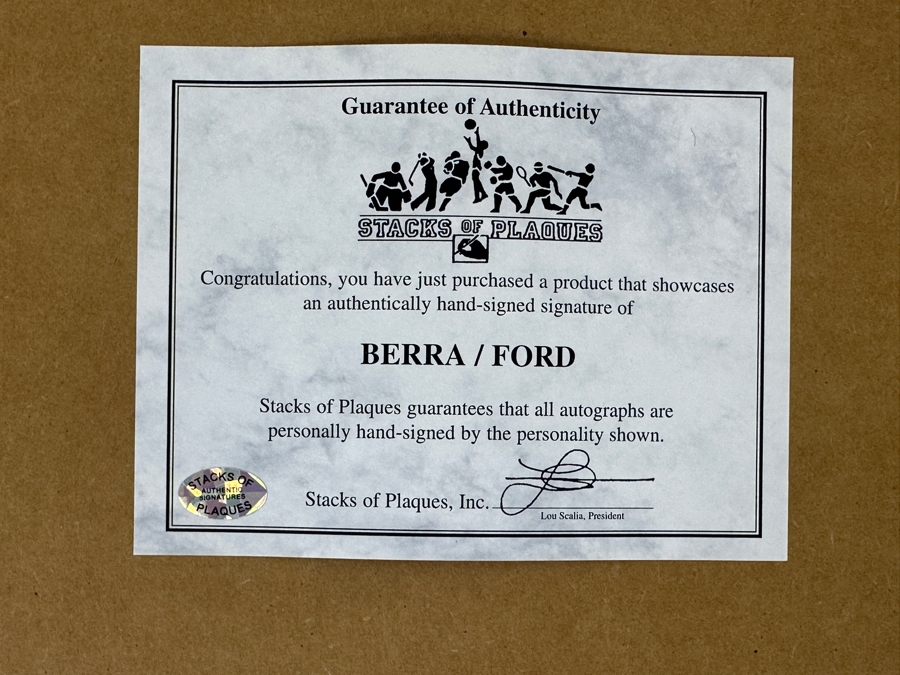 Guarantee of Authenticity
STACKS OF PLAQUES
Congratulations, you have just purchased a product that showcases
an authentically hand-signed signature of
BERRA / FORD
Stacks of Plaques guarantees that all autographs are
personally hand-signed by the personality shown.
STACKS OF
AUTHENTIC
SIGNATURES
PLAQUES
Stacks of Plaques, Inc.
Lou Scalia, President